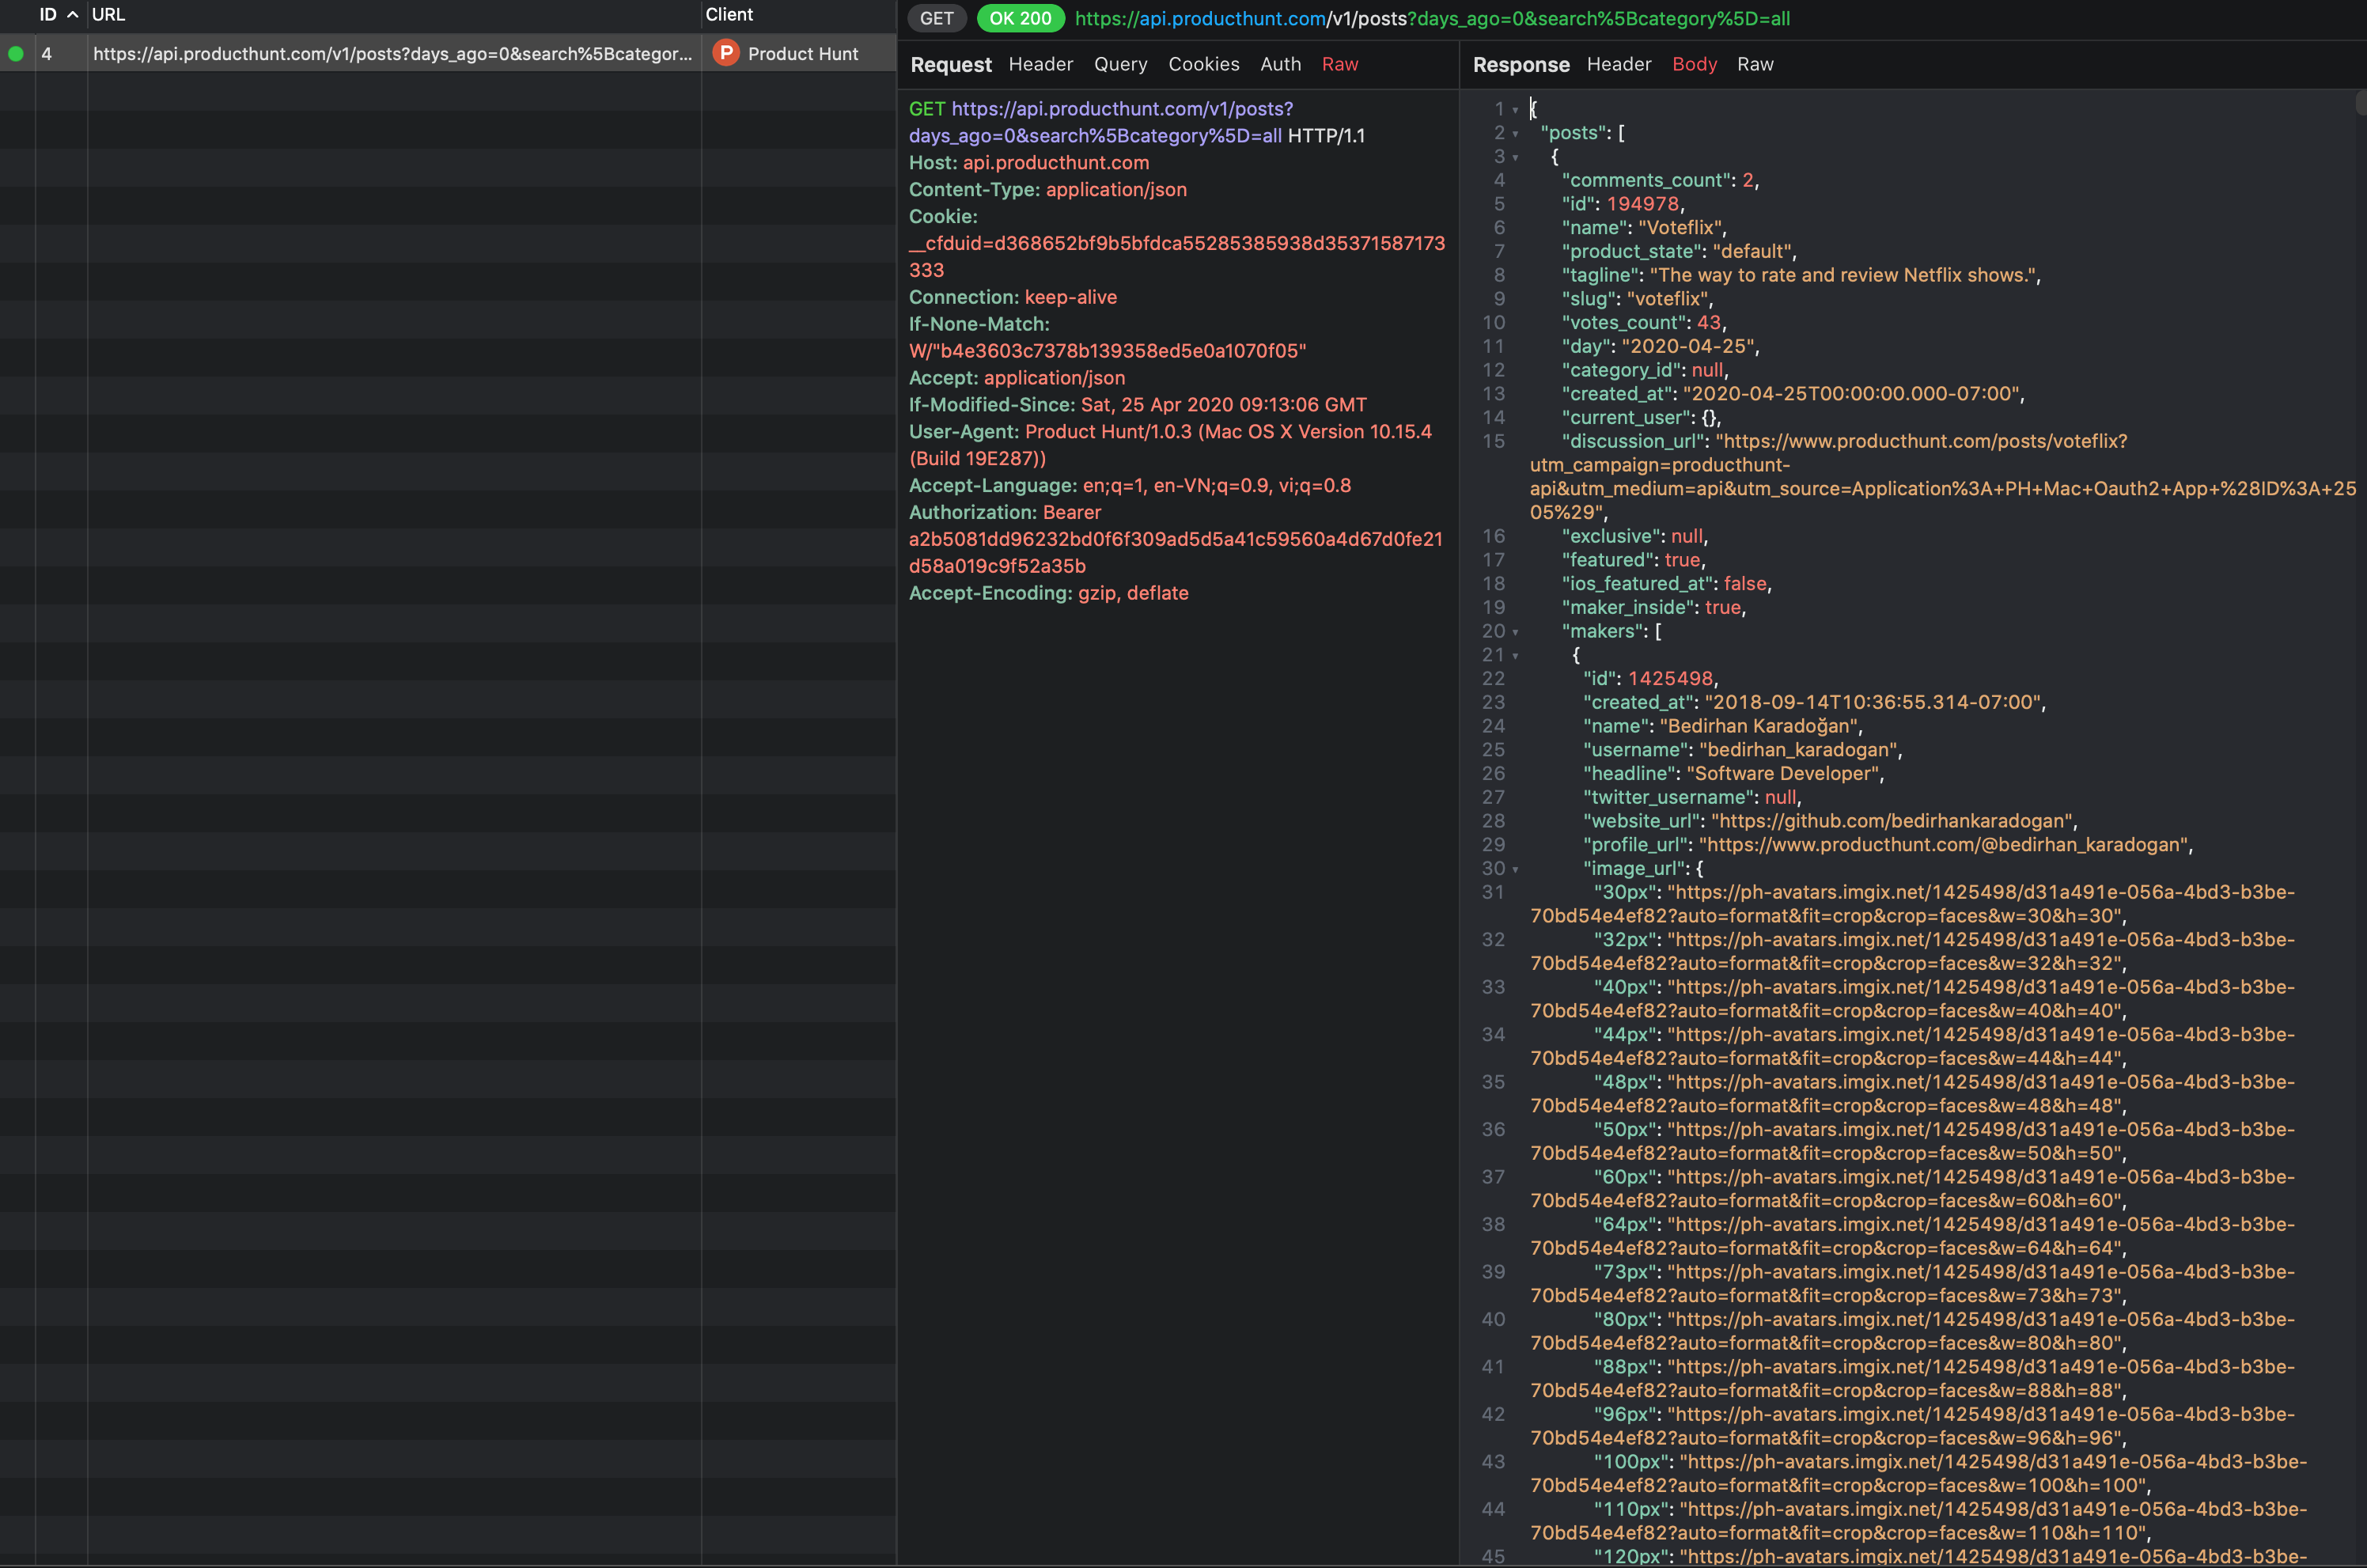 ID URL Client
4 https://api.producthunt.com/v1/posts?days_ago=0&search%5Bcategor... P Product Hunt
GET OK 200 https://api.producthunt.com/v1/posts?days_ago=0&search%5Bcategory%5D=all
Request Header Query Cookies Auth Raw
GET https://api.producthunt.com/v1/posts?
days_ago=0&search%5Bcategory%5D=all HTTP/1.1
Host: api.producthunt.com
Content-Type: application/json
Cookie:
__cfduid=d368652bf9b5bfdca55285385938d35371587173
333
Connection: keep-alive
If-None-Match:
W/"b4e3603c7378b139358ed5e0a1070f05"
Accept: application/json
If-Modified-Since: Sat, 25 Apr 2020 09:13:06 GMT
User-Agent: Product Hunt/1.0.3 (Mac OS X Version 10.15.4
(Build 19E287))
Accept-Language: en;q=1, en-VN;q=0.9, vi;q=0.8
Authorization: Bearer
a2b5081dd96232bd0f6f309ad5d5a41c59560a4d67d0fe21
d58a019c9f52a35b
Accept-Encoding: gzip, deflate
Response Header Body Raw
1 {
2 "posts": [
3 {
4 "comments_count": 2,
5 "id": 194978,
6 "name": "Voteflix",
7 "product_state": "default",
8 "tagline": "The way to rate and review Netflix shows.",
9 "slug": "voteflix",
10 "votes_count": 43,
11 "day": "2020-04-25",
12 "category_id": null,
13 "created_at": "2020-04-25T00:00:00.000-07:00",
14 "current_user": {},
15 "discussion_url": "https://www.producthunt.com/posts/voteflix?
utm_campaign=producthunt-
api&utm_medium=api&utm_source=Application%3A+PH+Mac+Oauth2+App+%28ID%3A+25
05%29",
16 "exclusive": null,
17 "featured": true,
18 "ios_featured_at": false,
19 "maker_inside": true,
20 "makers": [
21 {
22 "id": 1425498,
23 "created_at": "2018-09-14T10:36:55.314-07:00",
24 "name": "Bedirhan Karadoğan",
25 "username": "bedirhan_karadogan",
26 "headline": "Software Developer",
27 "twitter_username": null,
28 "website_url": "https://github.com/bedirhankaradogan",
29 "profile_url": "https://www.producthunt.com/@bedirhan_karadogan",
30 "image_url": {
31 "30px": "https://ph-avatars.imgix.net/1425498/d31a491e-056a-4bd3-b3be-
70bd54e4ef82?auto=format&fit=crop&crop=faces&w=30&h=30",
32 "32px": "https://ph-avatars.imgix.net/1425498/d31a491e-056a-4bd3-b3be-
70bd54e4ef82?auto=format&fit=crop&crop=faces&w=32&h=32",
33 "40px": "https://ph-avatars.imgix.net/1425498/d31a491e-056a-4bd3-b3be-
70bd54e4ef82?auto=format&fit=crop&crop=faces&w=40&h=40",
34 "44px": "https://ph-avatars.imgix.net/1425498/d31a491e-056a-4bd3-b3be-
70bd54e4ef82?auto=format&fit=crop&crop=faces&w=44&h=44",
35 "48px": "https://ph-avatars.imgix.net/1425498/d31a491e-056a-4bd3-b3be-
70bd54e4ef82?auto=format&fit=crop&crop=faces&w=48&h=48",
36 "50px": "https://ph-avatars.imgix.net/1425498/d31a491e-056a-4bd3-b3be-
70bd54e4ef82?auto=format&fit=crop&crop=faces&w=50&h=50",
37 "60px": "https://ph-avatars.imgix.net/1425498/d31a491e-056a-4bd3-b3be-
70bd54e4ef82?auto=format&fit=crop&crop=faces&w=60&h=60",
38 "64px": "https://ph-avatars.imgix.net/1425498/d31a491e-056a-4bd3-b3be-
70bd54e4ef82?auto=format&fit=crop&crop=faces&w=64&h=64",
39 "73px": "https://ph-avatars.imgix.net/1425498/d31a491e-056a-4bd3-b3be-
70bd54e4ef82?auto=format&fit=crop&crop=faces&w=73&h=73",
40 "80px": "https://ph-avatars.imgix.net/1425498/d31a491e-056a-4bd3-b3be-
70bd54e4ef82?auto=format&fit=crop&crop=faces&w=80&h=80",
41 "88px": "https://ph-avatars.imgix.net/1425498/d31a491e-056a-4bd3-b3be-
70bd54e4ef82?auto=format&fit=crop&crop=faces&w=88&h=88",
42 "96px": "https://ph-avatars.imgix.net/1425498/d31a491e-056a-4bd3-b3be-
70bd54e4ef82?auto=format&fit=crop&crop=faces&w=96&h=96",
43 "100px": "https://ph-avatars.imgix.net/1425498/d31a491e-056a-4bd3-b3be-
70bd54e4ef82?auto=format&fit=crop&crop=faces&w=100&h=100",
44 "110px": "https://ph-avatars.imgix.net/1425498/d31a491e-056a-4bd3-b3be-
70bd54e4ef82?auto=format&fit=crop&crop=faces&w=110&h=110",
45 "120px": "https://ph-avatars.imgix.net/1425498/d31a491e-056a-4bd3-b3be-